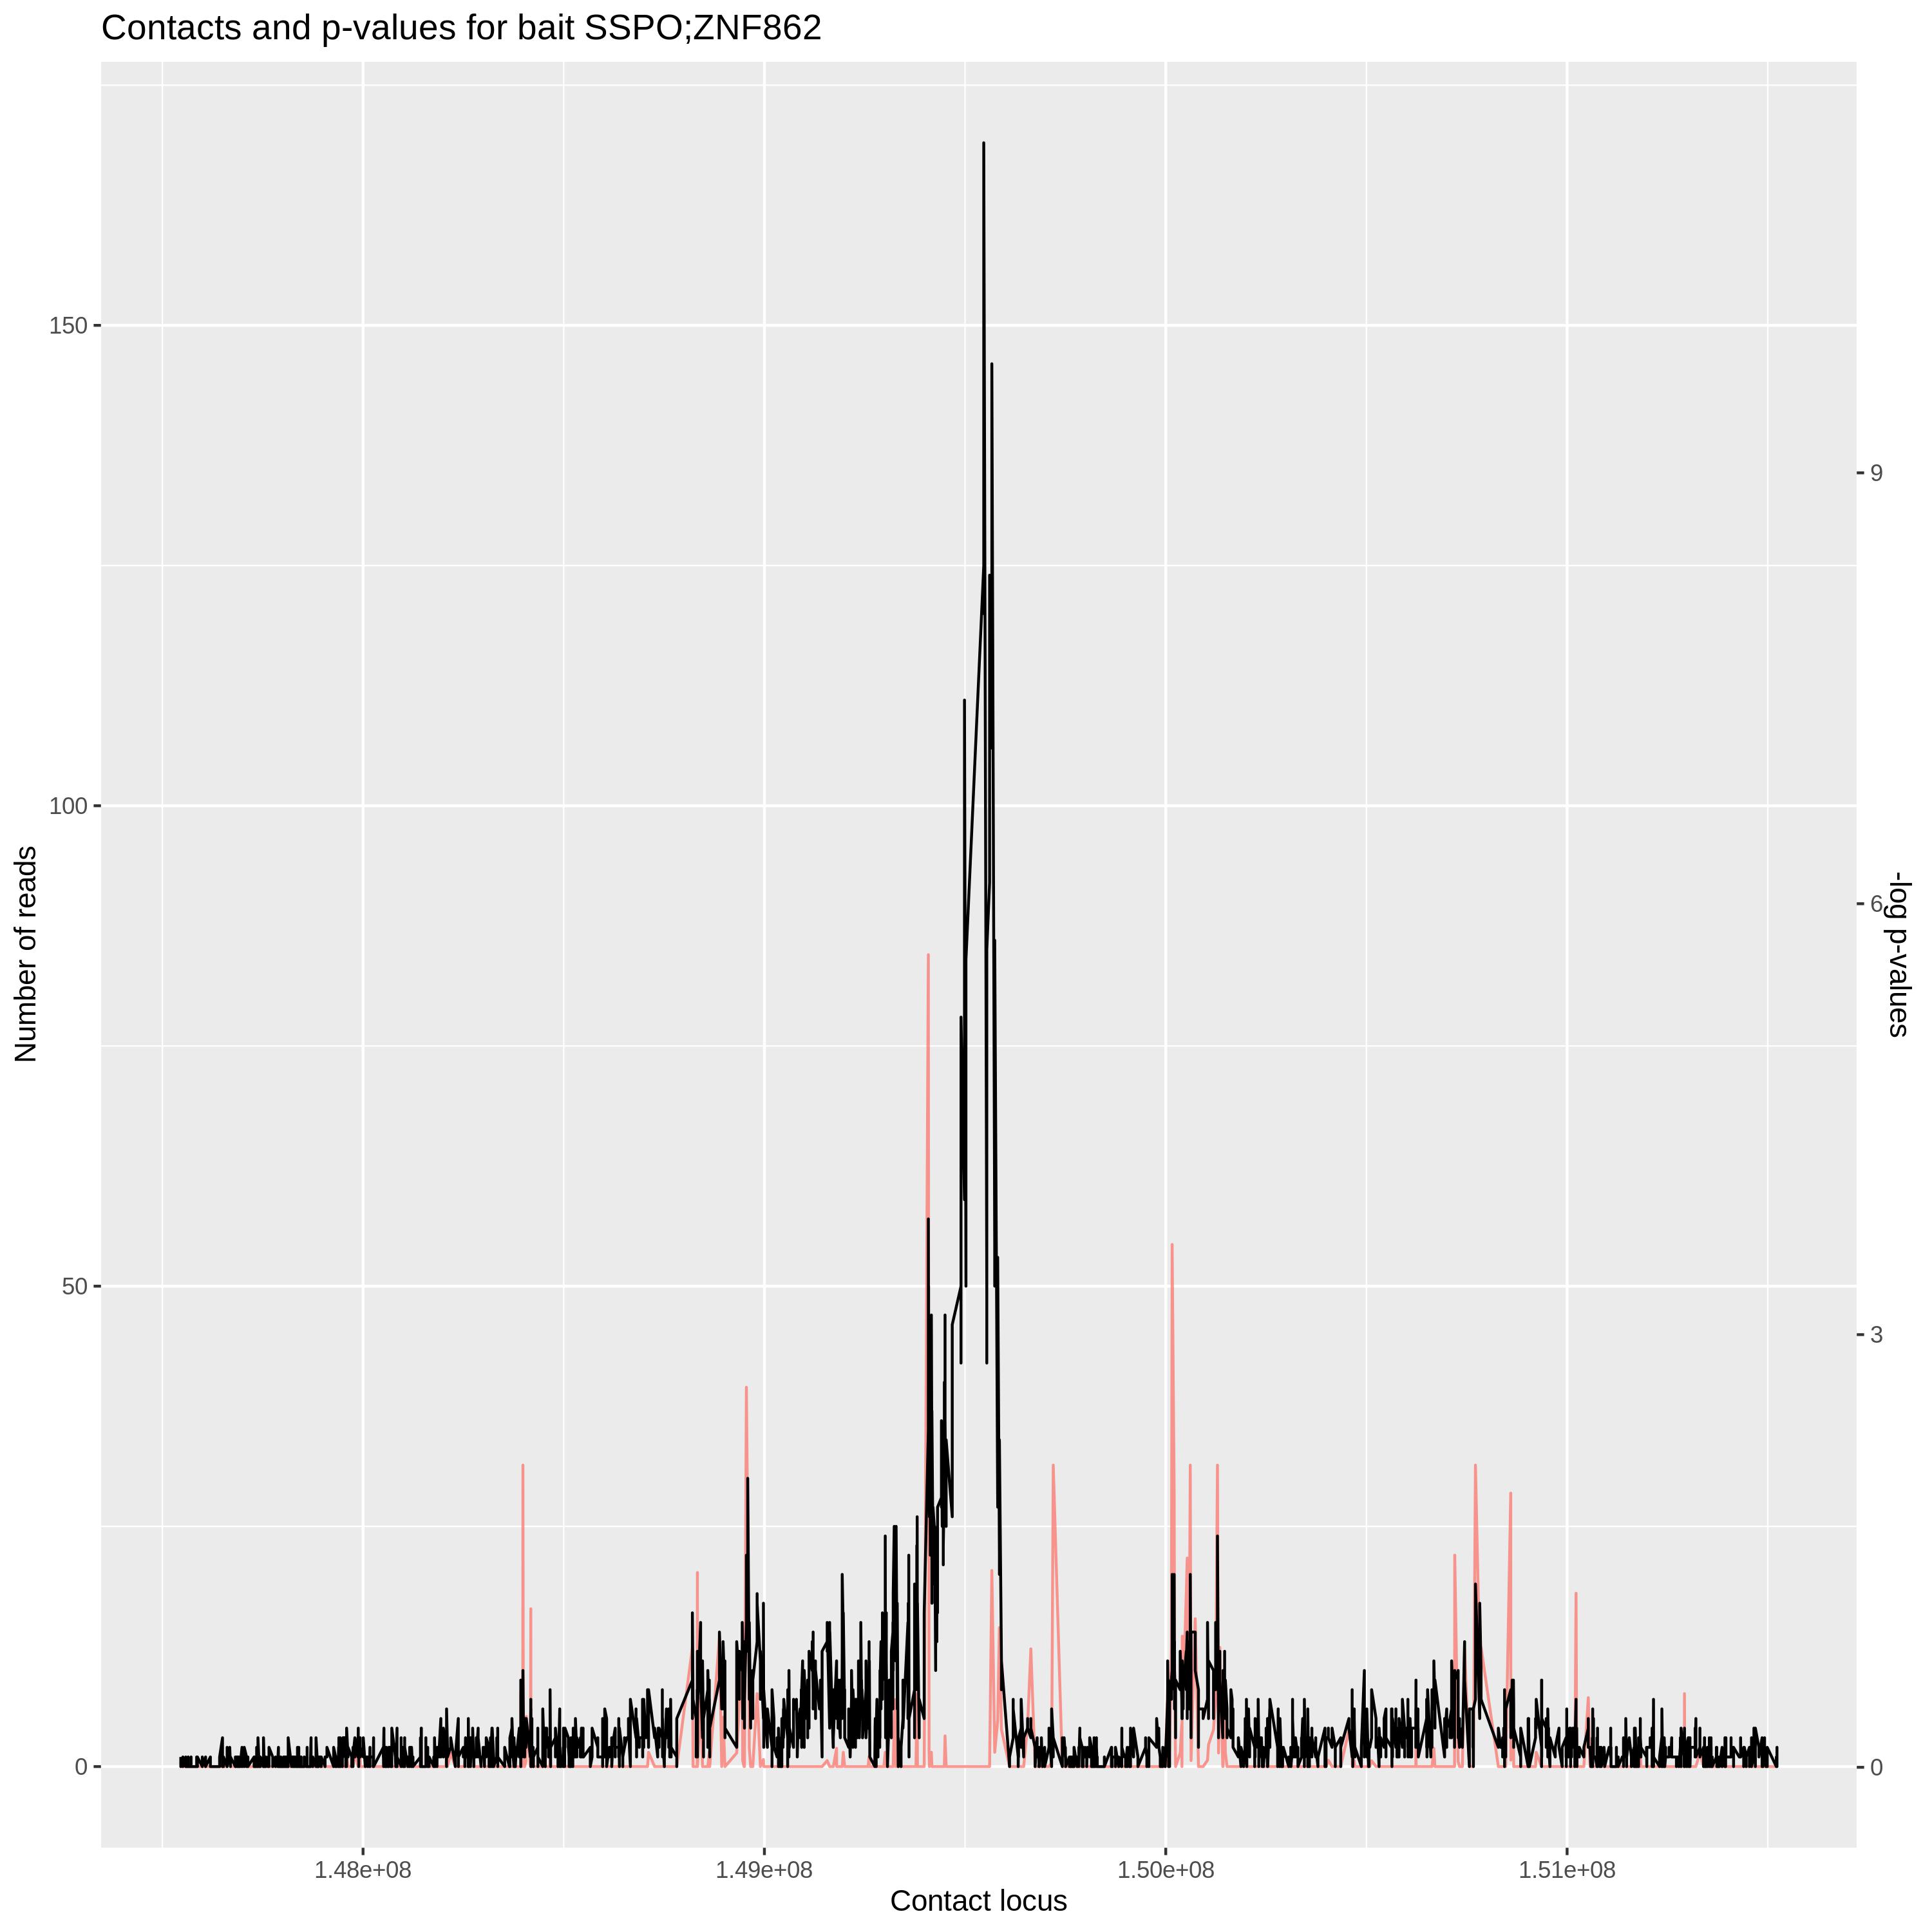 Contacts and p-values for bait SSPO;ZNF862
Number of reads
150
100
50
0
9
6
3
0
-log p-values
1.48e+08
1.49e+08
1.50e+08
1.51e+08
Contact locus